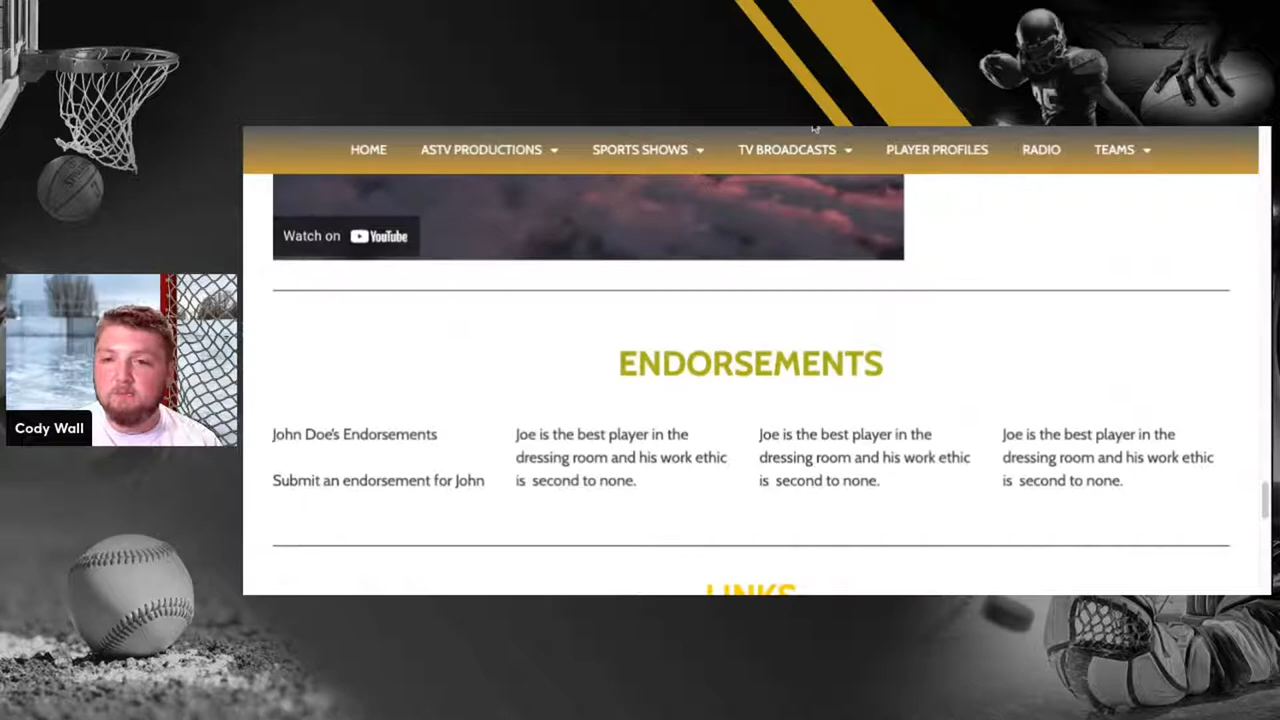 HOME ASTV PRODUCTIONS SPORTS SHOWS TV BROADCASTS PLAYER PROFILES RADIO TEAMS
Watch on YouTube
ENDORSEMENTS
John Doe's Endorsements
Submit an endorsement for John
Joe is the best player in the
dressing room and his work ethic
is second to none.
Joe is the best player in the
dressing room and his work ethic
is second to none.
Joe is the best player in the
dressing room and his work ethic
is second to none.
LINKS
Cody Wall